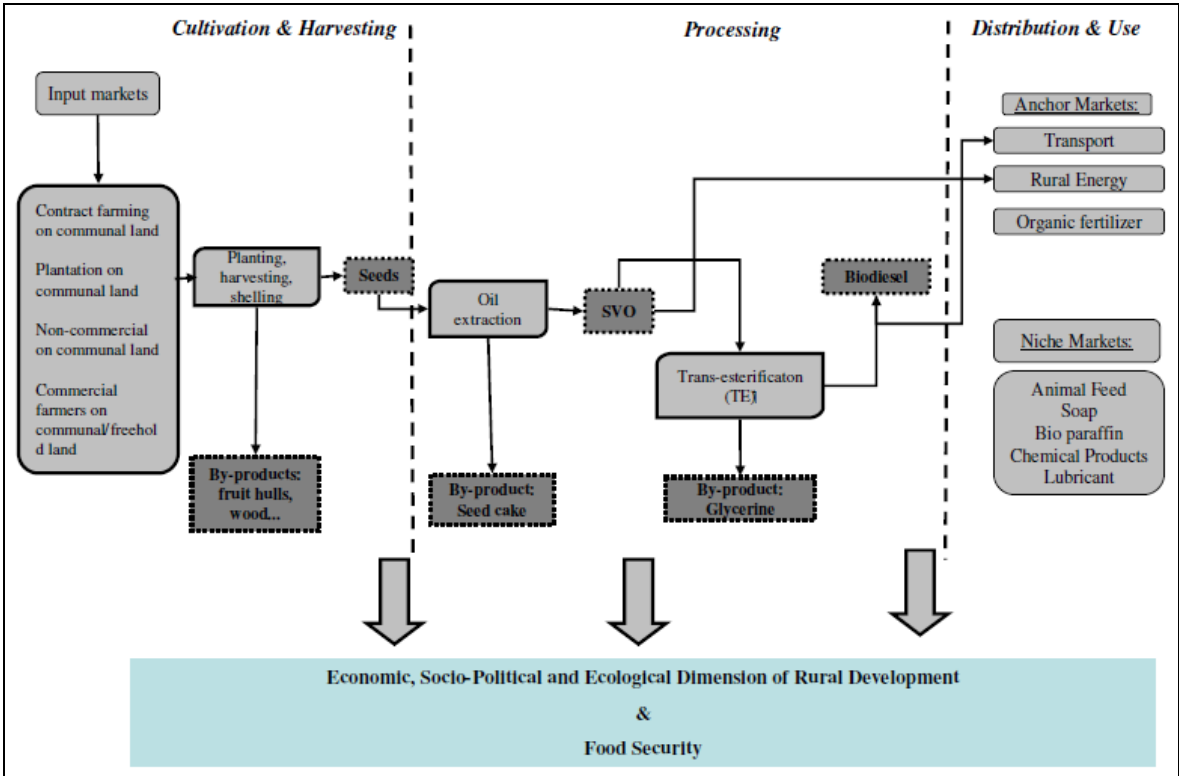 Cultivation & Harvesting
Processing
Distribution & Use
Input markets
Contract farming
on communal land
Plantation on
communal land
Non-commercial
on communal land
Commercial
farmers on
communal/freehol
d land
Planting,
harvesting,
shelling
Seeds
By-products:
fruit hulls,
wood...
Oil
extraction
By-product:
Seed cake
SVO
Trans-esterificaton
(TE)
By-product:
Glycerine
Biodiesel
Anchor Markets:
Transport
Rural Energy
Organic fertilizer
Niche Markets:
Animal Feed
Soap
Bio paraffin
Chemical Products
Lubricant
Economic, Socio-Political and Ecological Dimension of Rural Development
&
Food Security